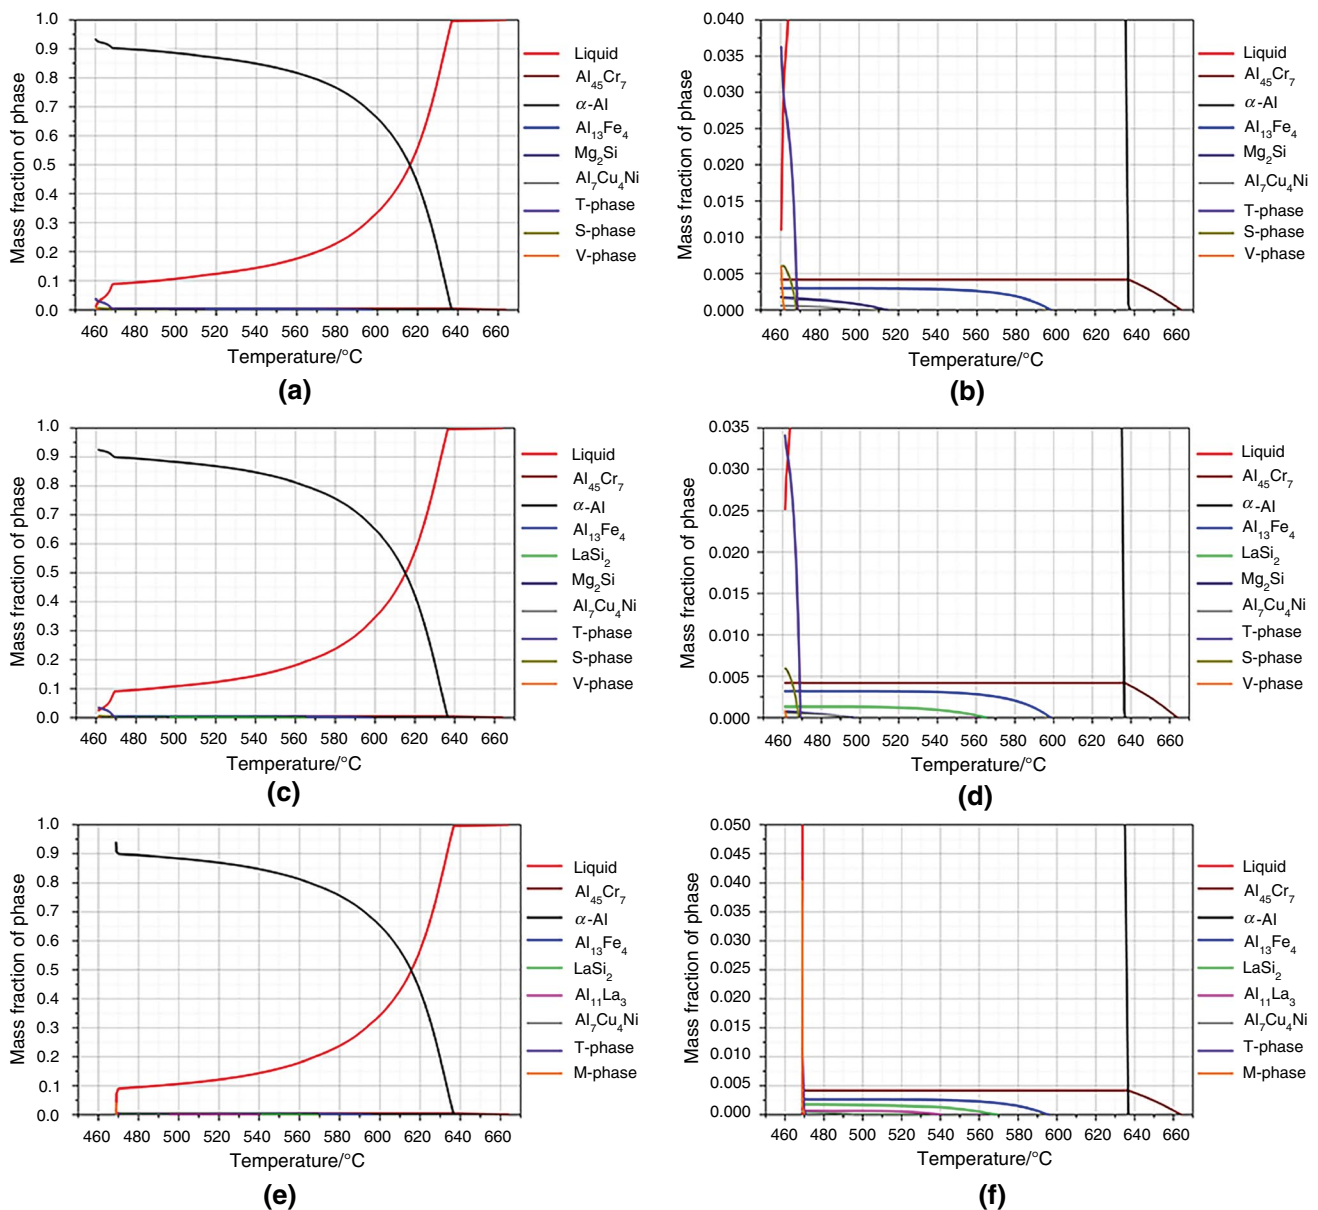 Mass fraction of phase
1.0
0.9
0.8
0.7
0.6
0.5
0.4
0.3
0.2
0.1
0.0
460 480 500 520 540 560 580 600 620 640 660
Temperature/°C
(a)
Liquid
Al45Cr7
α-Al
Al13Fe4
Mg2Si
Al7Cu4Ni
T-phase
S-phase
V-phase
Mass fraction of phase
0.040
0.035
0.030
0.025
0.020
0.015
0.010
0.005
0.000
460 480 500 520 540 560 580 600 620 640 660
Temperature/°C
(b)
Liquid
Al45Cr7
α-Al
Al13Fe4
Mg2Si
Al7Cu4Ni
T-phase
S-phase
V-phase
Mass fraction of phase
1.0
0.9
0.8
0.7
0.6
0.5
0.4
0.3
0.2
0.1
0.0
460 480 500 520 540 560 580 600 620 640 660
Temperature/°C
(c)
Liquid
Al45Cr7
α-Al
Al13Fe4
LaSi2
Mg2Si
Al7Cu4Ni
T-phase
S-phase
V-phase
Mass fraction of phase
0.035
0.030
0.025
0.020
0.015
0.010
0.005
0.000
460 480 500 520 540 560 580 600 620 640 660
Temperature/°C
(d)
Liquid
Al45Cr7
α-Al
Al13Fe4
LaSi2
Mg2Si
Al7Cu4Ni
T-phase
S-phase
V-phase
Mass fraction of phase
1.0
0.9
0.8
0.7
0.6
0.5
0.4
0.3
0.2
0.1
0.0
460 480 500 520 540 560 580 600 620 640 660
Temperature/°C
(e)
Liquid
Al45Cr7
α-Al
Al13Fe4
LaSi2
Al11La3
Al7Cu4Ni
T-phase
M-phase
Mass fraction of phase
0.050
0.045
0.040
0.035
0.030
0.025
0.020
0.015
0.010
0.005
0.000
460 480 500 520 540 560 580 600 620 640 660
Temperature/°C
(f)
Liquid
Al45Cr7
α-Al
Al13Fe4
LaSi2
Al11La3
Al7Cu4Ni
T-phase
M-phase